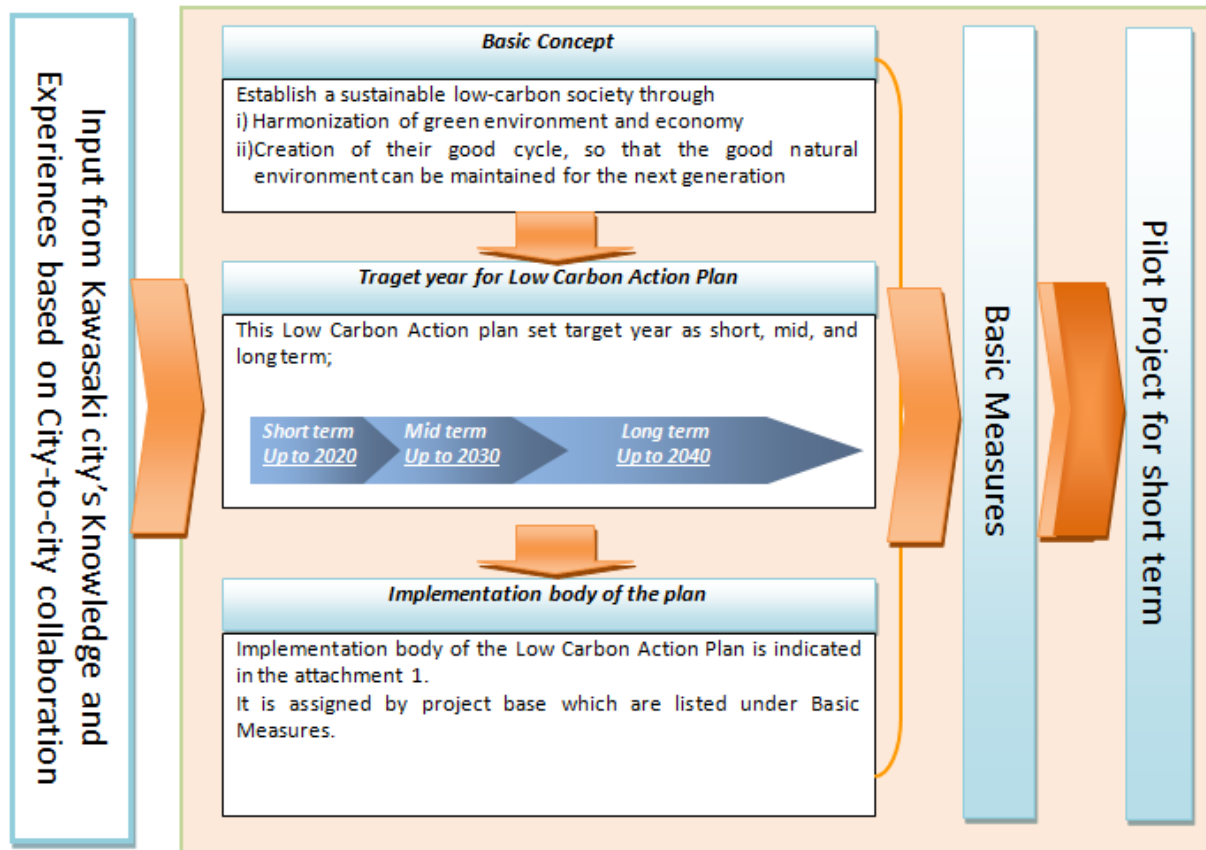 Input from Kawasaki city's Knowledge and
Experiences based on City-to-city collaboration
Basic Concept
Establish a sustainable low-carbon society through
i) Harmonization of green environment and economy
ii)Creation of their good cycle, so that the good natural
environment can be maintained for the next generation
Traget year for Low Carbon Action Plan
This Low Carbon Action plan set target year as short, mid, and
long term;
Short term
Up to 2020
Mid term
Up to 2030
Long term
Up to 2040
Implementation body of the plan
Implementation body of the Low Carbon Action Plan is indicated
in the attachment 1.
It is assigned by project base which are listed under Basic
Measures.
Basic Measures
Pilot Project for short term